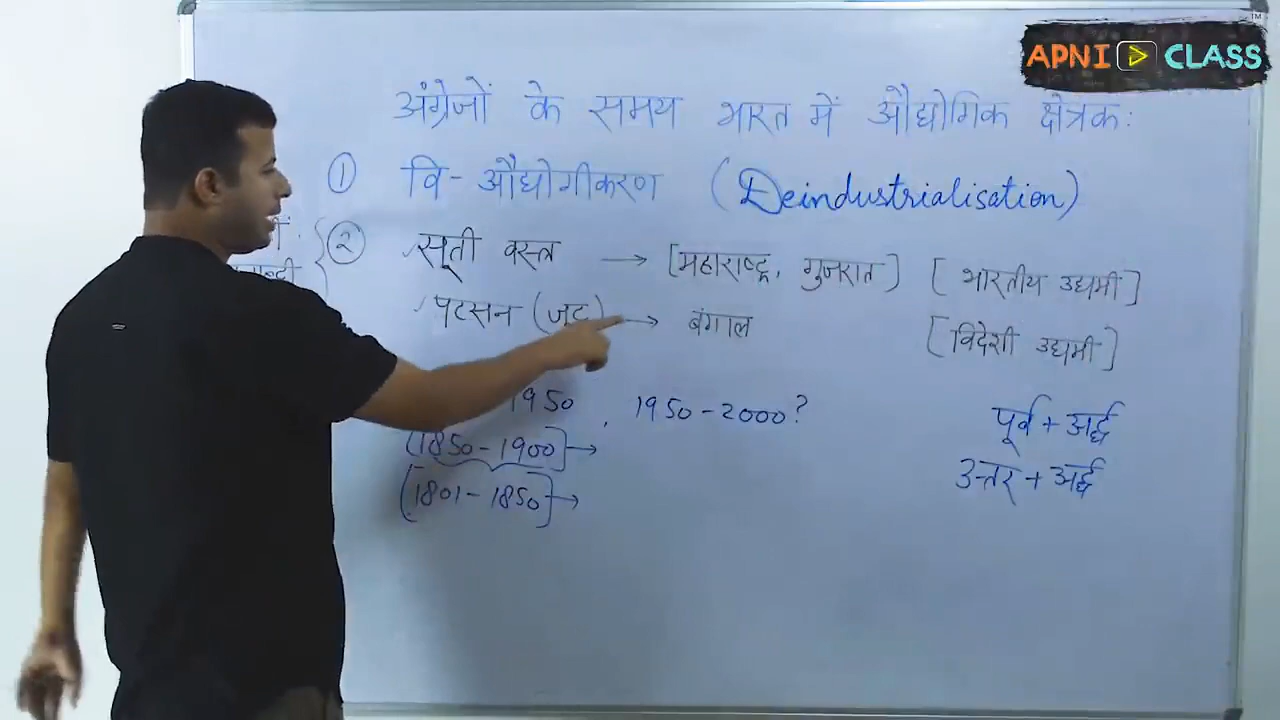 APNI CLASS
अंग्रेजों के समय भारत में औद्योगिक क्षेत्रक:
① वि-औद्योगीकरण (Deindustrialisation)
② सूती वस्त्र → [महाराष्ट्र, गुजरात] [भारतीय उद्यमी]
पटसन (जूट) → बंगाल [विदेशी उद्यमी]
1950, 1950-2000?
(1850-1900] →
(1801-1850] →
पूर्व + अर्द्ध
उत्तर + अर्द्ध